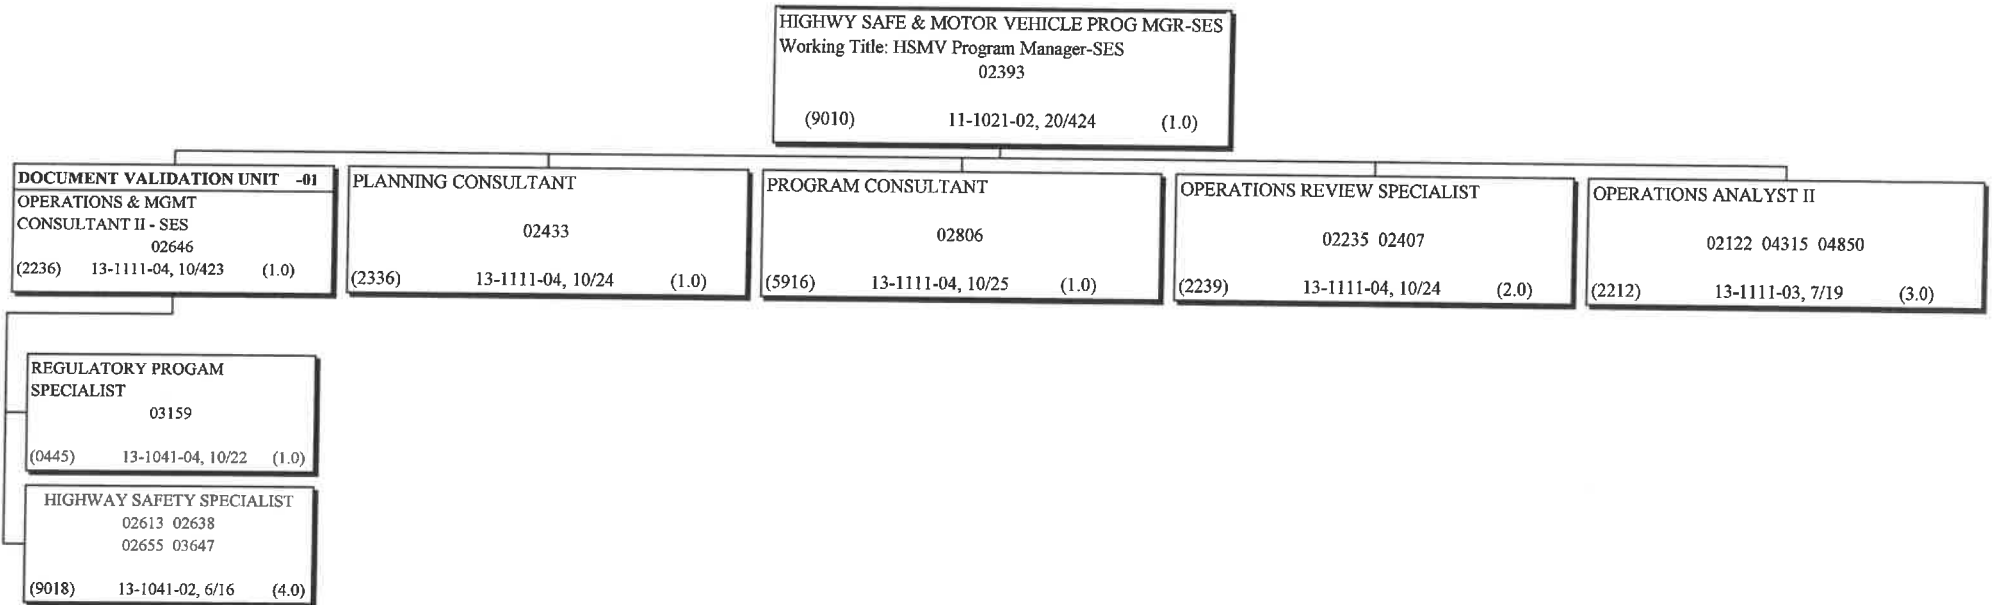 HIGHWY SAFE & MOTOR VEHICLE PROG MGR-SES
Working Title: HSMV Program Manager-SES
02393
(9010) 11-1021-02, 20/424 (1.0)
DOCUMENT VALIDATION UNIT -01
OPERATIONS & MGMT
CONSULTANT II - SES
02646
(2236) 13-1111-04, 10/423 (1.0)
PLANNING CONSULTANT
02433
(2336) 13-1111-04, 10/24 (1.0)
PROGRAM CONSULTANT
02806
(5916) 13-1111-04, 10/25 (1.0)
OPERATIONS REVIEW SPECIALIST
02235 02407
(2239) 13-1111-04, 10/24 (2.0)
OPERATIONS ANALYST II
02122 04315 04850
(2212) 13-1111-03, 7/19 (3.0)
REGULATORY PROGAM
SPECIALIST
03159
(0445) 13-1041-04, 10/22 (1.0)
HIGHWAY SAFETY SPECIALIST
02613 02638
02655 03647
(9018) 13-1041-02, 6/16 (4.0)